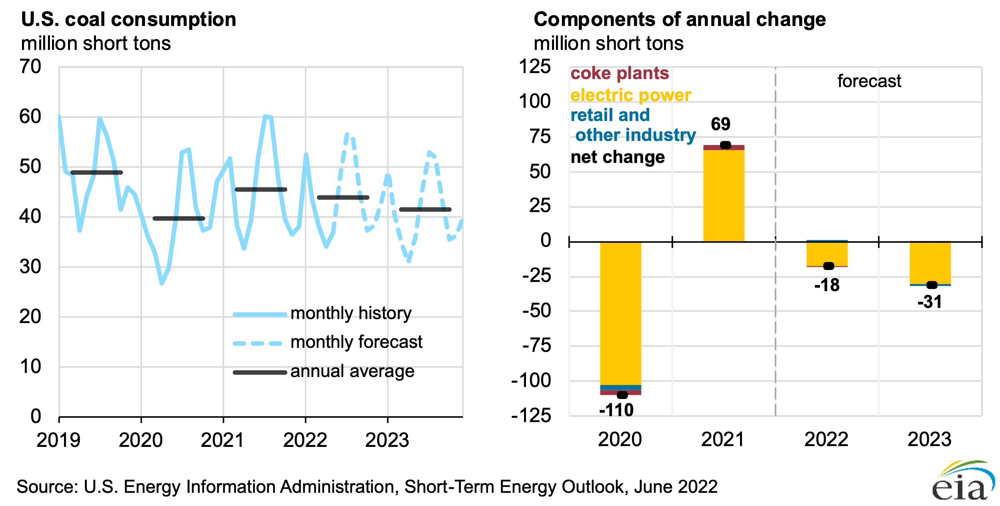 U.S. coal consumption
million short tons
70
60
50
40
30
20
10
0
2019 2020 2021 2022 2023
monthly history
monthly forecast
annual average
Components of annual change
million short tons
125
100
75
50
25
0
-25
-50
-75
-100
-125
coke plants
electric power
retail and
other industry
net change
forecast
69
-18
-31
-110
2020 2021 2022 2023
Source: U.S. Energy Information Administration, Short-Term Energy Outlook, June 2022
eia